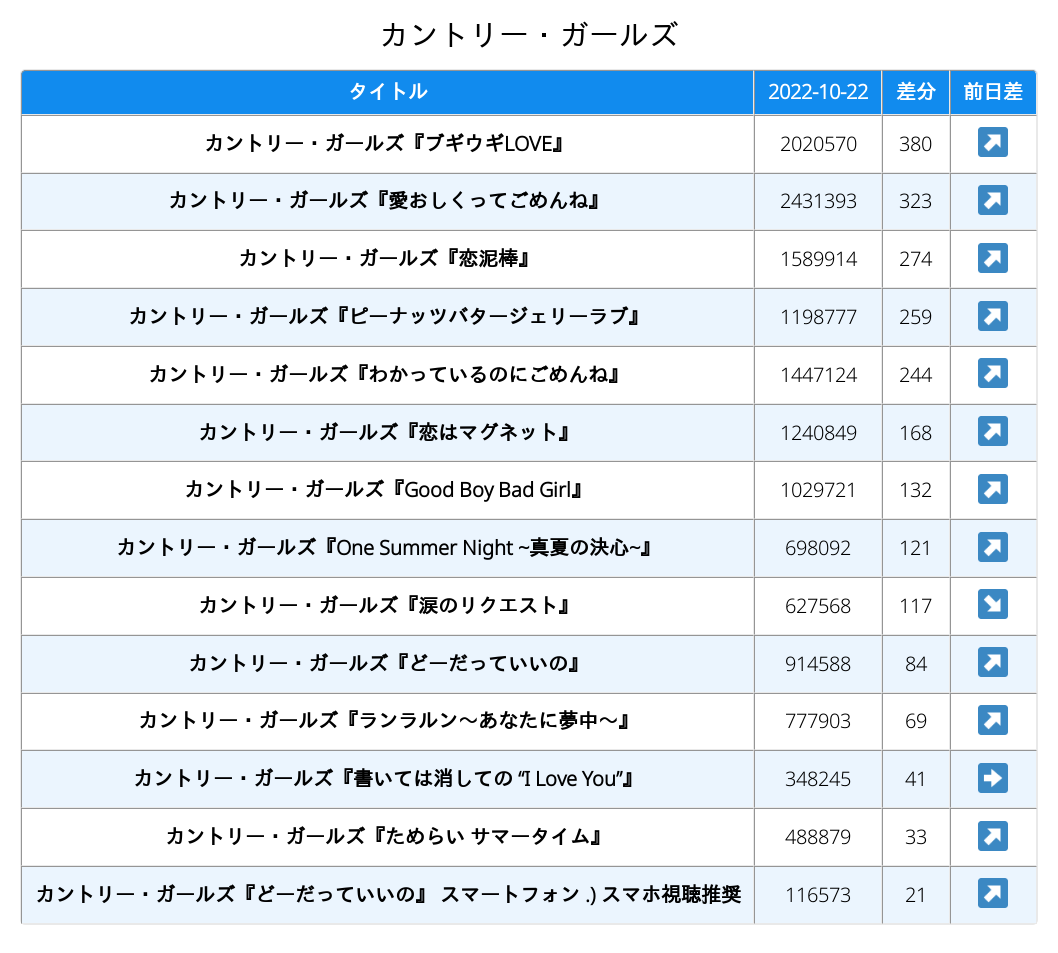 カントリー・ガールズ
タイトル 2022-10-22 差分 前日差
カントリー・ガールズ『ブギウギLOVE』 2020570 380
カントリー・ガールズ『愛おしくってごめんね』 2431393 323
カントリー・ガールズ『恋泥棒』 1589914 274
カントリー・ガールズ『ピーナッツバタージェリーラブ』 1198777 259
カントリー・ガールズ『わかっているのにごめんね』 1447124 244
カントリー・ガールズ『恋はマグネット』 1240849 168
カントリー・ガールズ『Good Boy Bad Girl』 1029721 132
カントリー・ガールズ『One Summer Night ~真夏の決心~』 698092 121
カントリー・ガールズ『涙のリクエスト』 627568 117
カントリー・ガールズ『どーだっていいの』 914588 84
カントリー・ガールズ『ランラルン～あなたに夢中～』 777903 69
カントリー・ガールズ『書いては消しての “I Love You”』 348245 41
カントリー・ガールズ『ためらい サマータイム』 488879 33
カントリー・ガールズ『どーだっていいの』 スマートフォン .) スマホ視聴推奨 116573 21